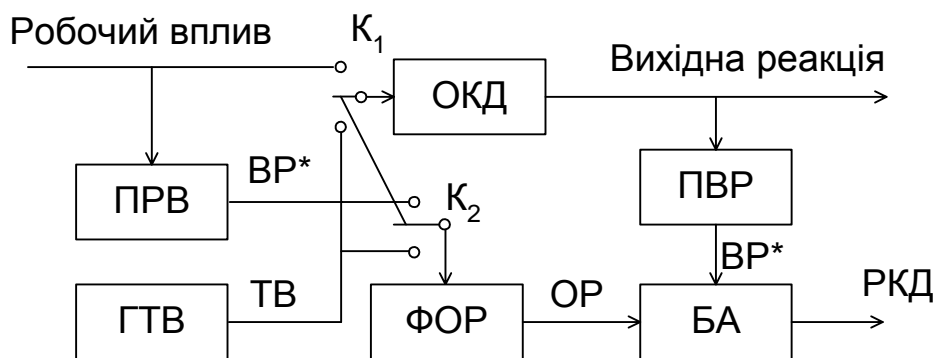 Робочий вплив
К₁
ОКД
Вихідна реакція
ПРВ
ВР*
К₂
ПВР
ВР*
ГТВ
ТВ
ФОР
ОР
БА
РКД